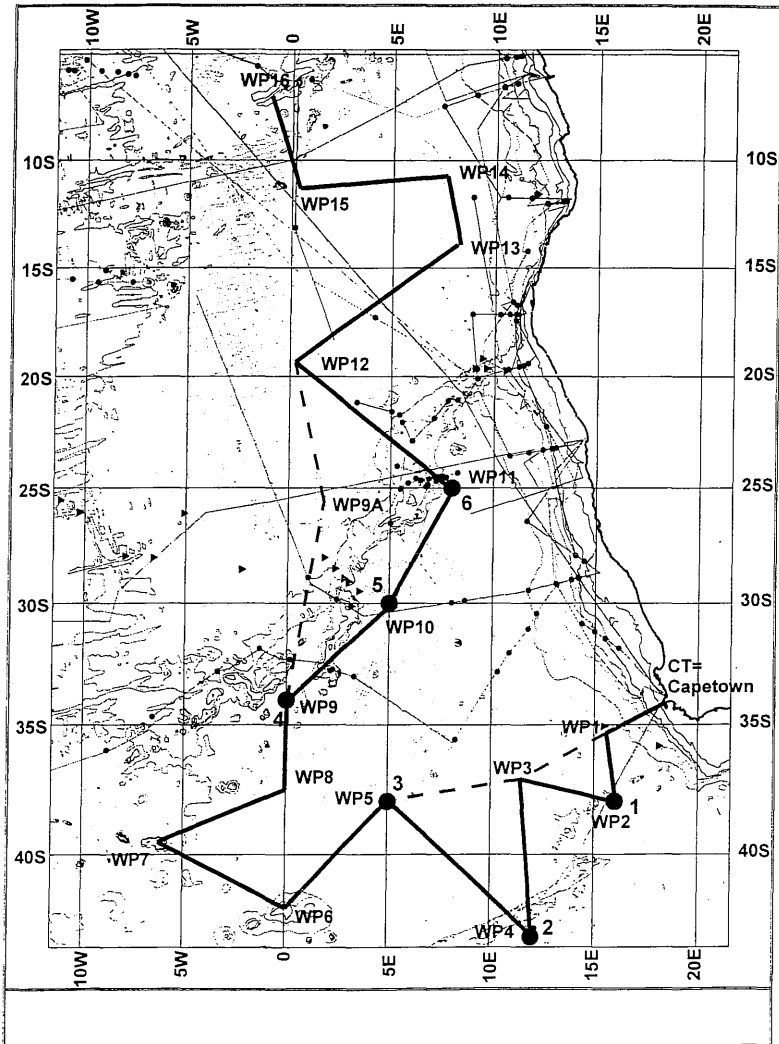 10W
5W
0
5E
10E
15E
20E
WP16
10S
10S
WP14
WP15
WP13
15S
15S
WP12
20S
20S
WP11
25S
WP9A
6
25S
5
30S
WP10
30S
CT=
Capetown
WP9
4
35S
WP1
35S
WP8
WP3
3
WP5
1
WP2
WP7
40S
40S
WP6
WP4
2
10W
5W
0
5E
10E
15E
20E